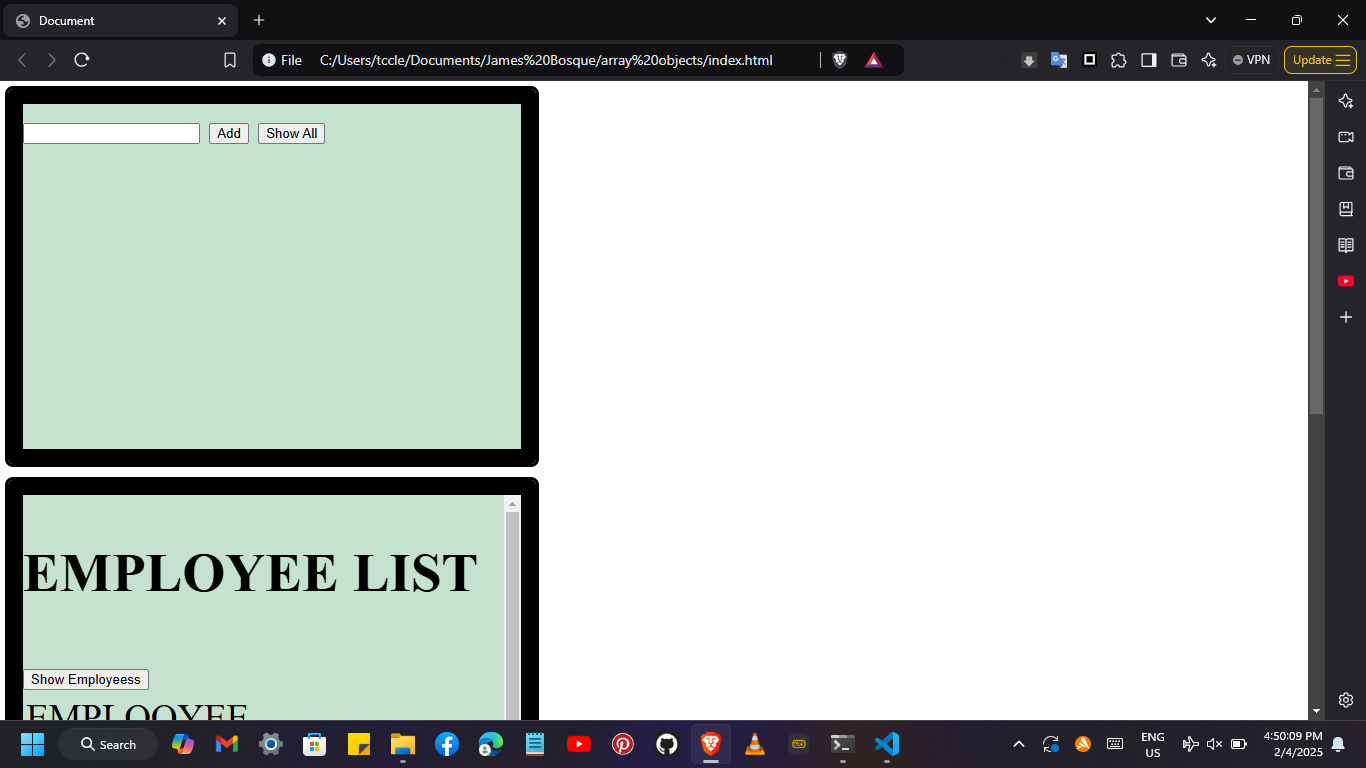 Document
File C:/Users/tccle/Documents/James%20Bosque/array%20objects/index.html
VPN
Update
Add Show All
EMPLOYEE LIST
Show Employeess
EMPLOOYEE
Search
ENG
US
4:50:09 PM
2/4/2025